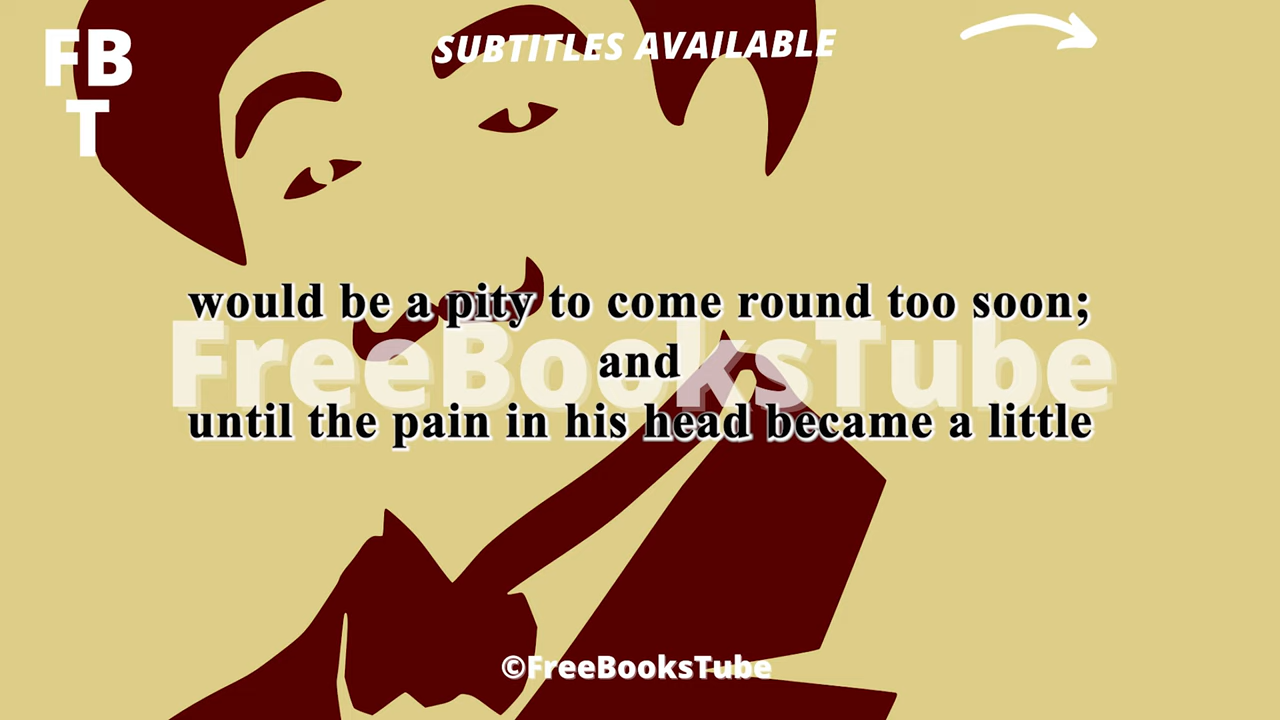 FB
T
SUBTITLES AVAILABLE
would be a pity to come round too soon;
and
until the pain in his head became a little
FreeBooksTube
©FreeBooksTube